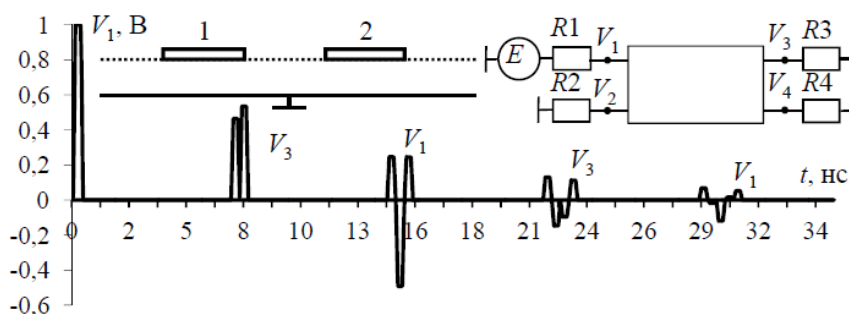 V₁, В
1
2
E
R1
V₁
V₃
R3
R2
V₂
V₄
R4
1
0,8
0,6
0,4
0,2
0
-0,2
-0,4
-0,6
V₃
V₁
V₃
V₁
t, нс
0 2 5 8 10 13 16 18 21 24 26 29 32 34